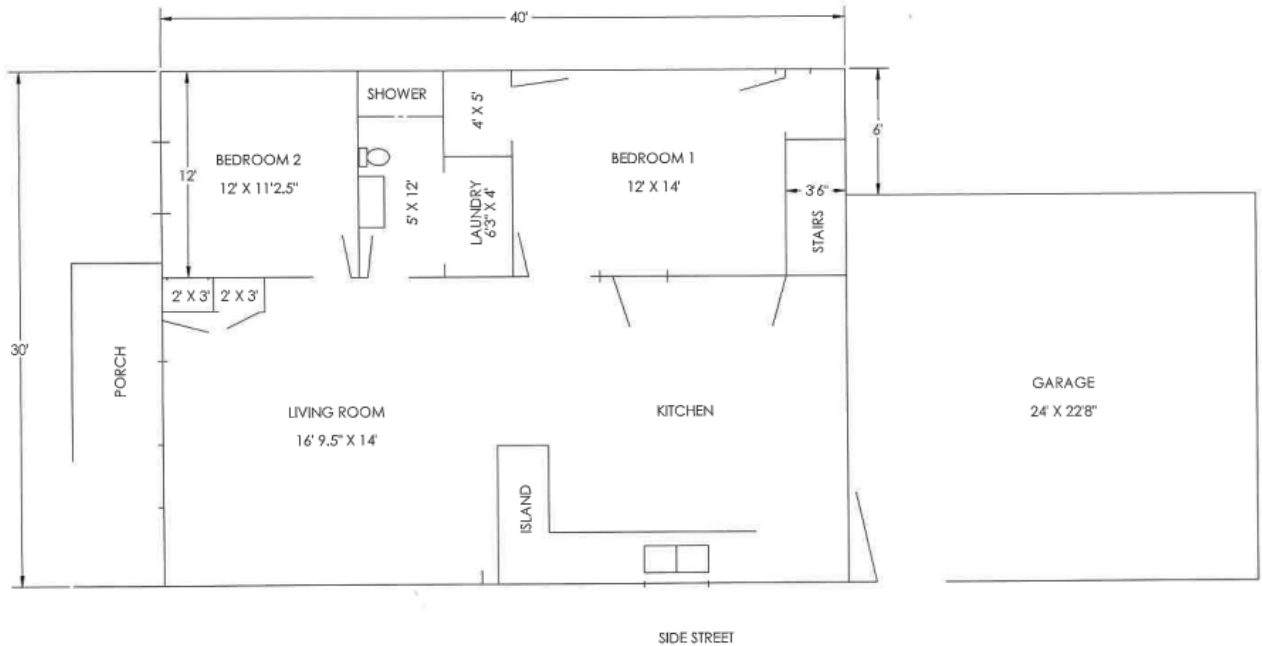 40'
SHOWER
4' X 5'
6'
BEDROOM 2
12' X 11'2.5"
12'
BEDROOM 1
12' X 14'
5' X 12'
LAUNDRY
6'3" X 4'
3'6"
STAIRS
2' X 3'
2' X 3'
30'
PORCH
LIVING ROOM
16' 9.5" X 14'
KITCHEN
GARAGE
24' X 22'8"
ISLAND
SIDE STREET